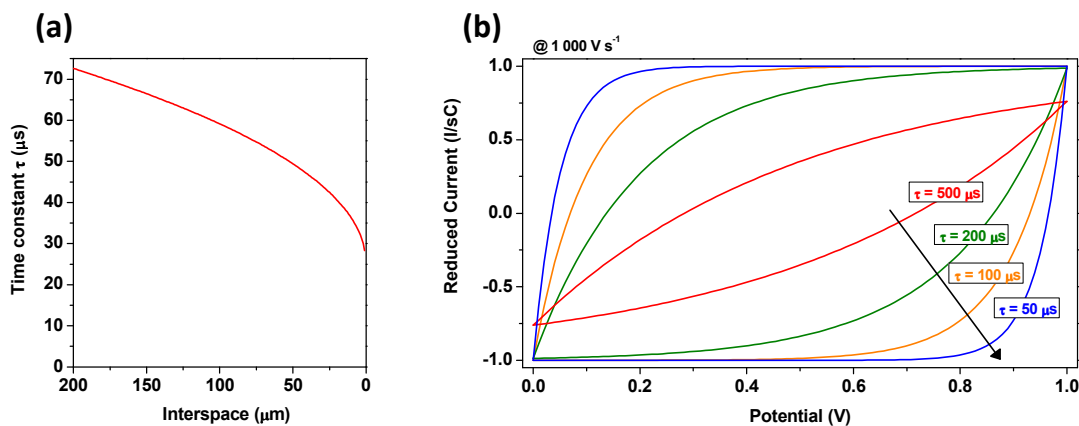 (a)
Time constant τ (μs)
70
60
50
40
30
20
10
0
200
150
100
50
0
Interspace (μm)
(b)
@ 1 000 V s⁻¹
Reduced Current (I/sC)
1.0
0.5
0.0
-0.5
-1.0
τ = 500 μs
τ = 200 μs
τ = 100 μs
τ = 50 μs
0.0
0.2
0.4
0.6
0.8
1.0
Potential (V)